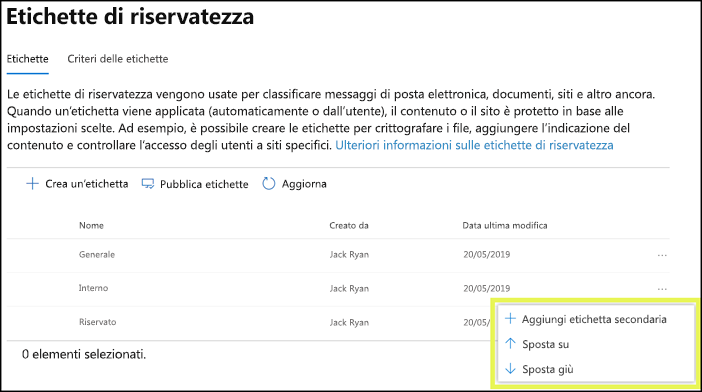 Etichette di riservatezza
Etichette Criteri delle etichette
Le etichette di riservatezza vengono usate per classificare messaggi di posta elettronica, documenti, siti e altro ancora.
Quando un'etichetta viene applicata (automaticamente o dall'utente), il contenuto o il sito è protetto in base alle
impostazioni scelte. Ad esempio, è possibile creare le etichette per crittografare i file, aggiungere l'indicazione del
contenuto e controllare l'accesso degli utenti a siti specifici. Ulteriori informazioni sulle etichette di riservatezza
Crea un'etichetta Pubblica etichette Aggiorna
Nome Creato da Data ultima modifica
Generale Jack Ryan 20/05/2019 ...
Interno Jack Ryan 20/05/2019 ...
Riservato Jack Ryan 20/05/2019
Aggiungi etichetta secondaria
Sposta su
Sposta giù
0 elementi selezionati.